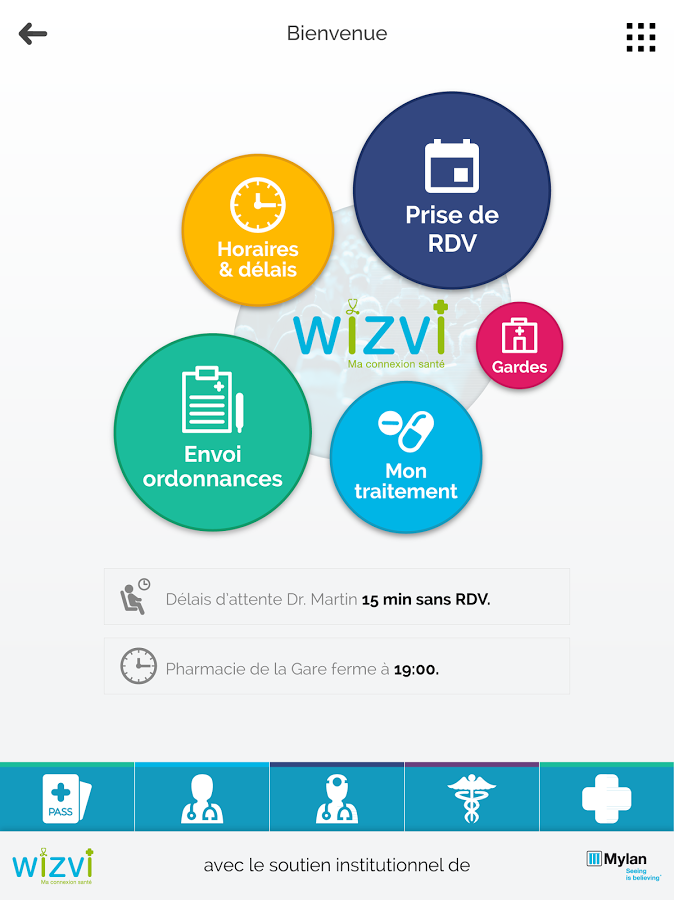 Bienvenue
Prise de
RDV
Horaires
& délais
wizvi
Ma connexion santé
Gardes
Envoi
ordonnances
Mon
traitement
Délais d'attente Dr. Martin 15 min sans RDV.
Pharmacie de la Gare ferme à 19:00.
PASS
wizvi
Ma connexion santé
avec le soutien institutionnel de
Mylan
Seeing
is believing